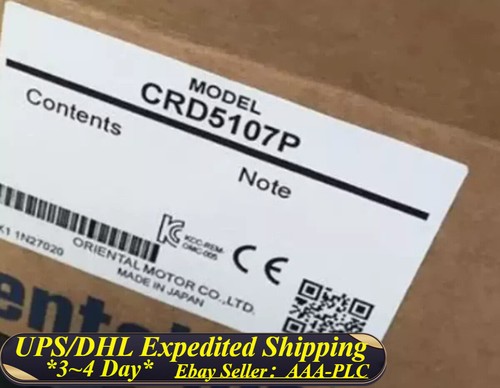 MODEL
CRD5107P
Contents
Note
1N27020
KCC-REM-
OMC-005
CE
ORIENTAL MOTOR CO.,LTD.
MADE IN JAPAN
ental
UPS/DHL Expedited Shipping
*3~4 Day* Ebay Seller: AAA-PLC